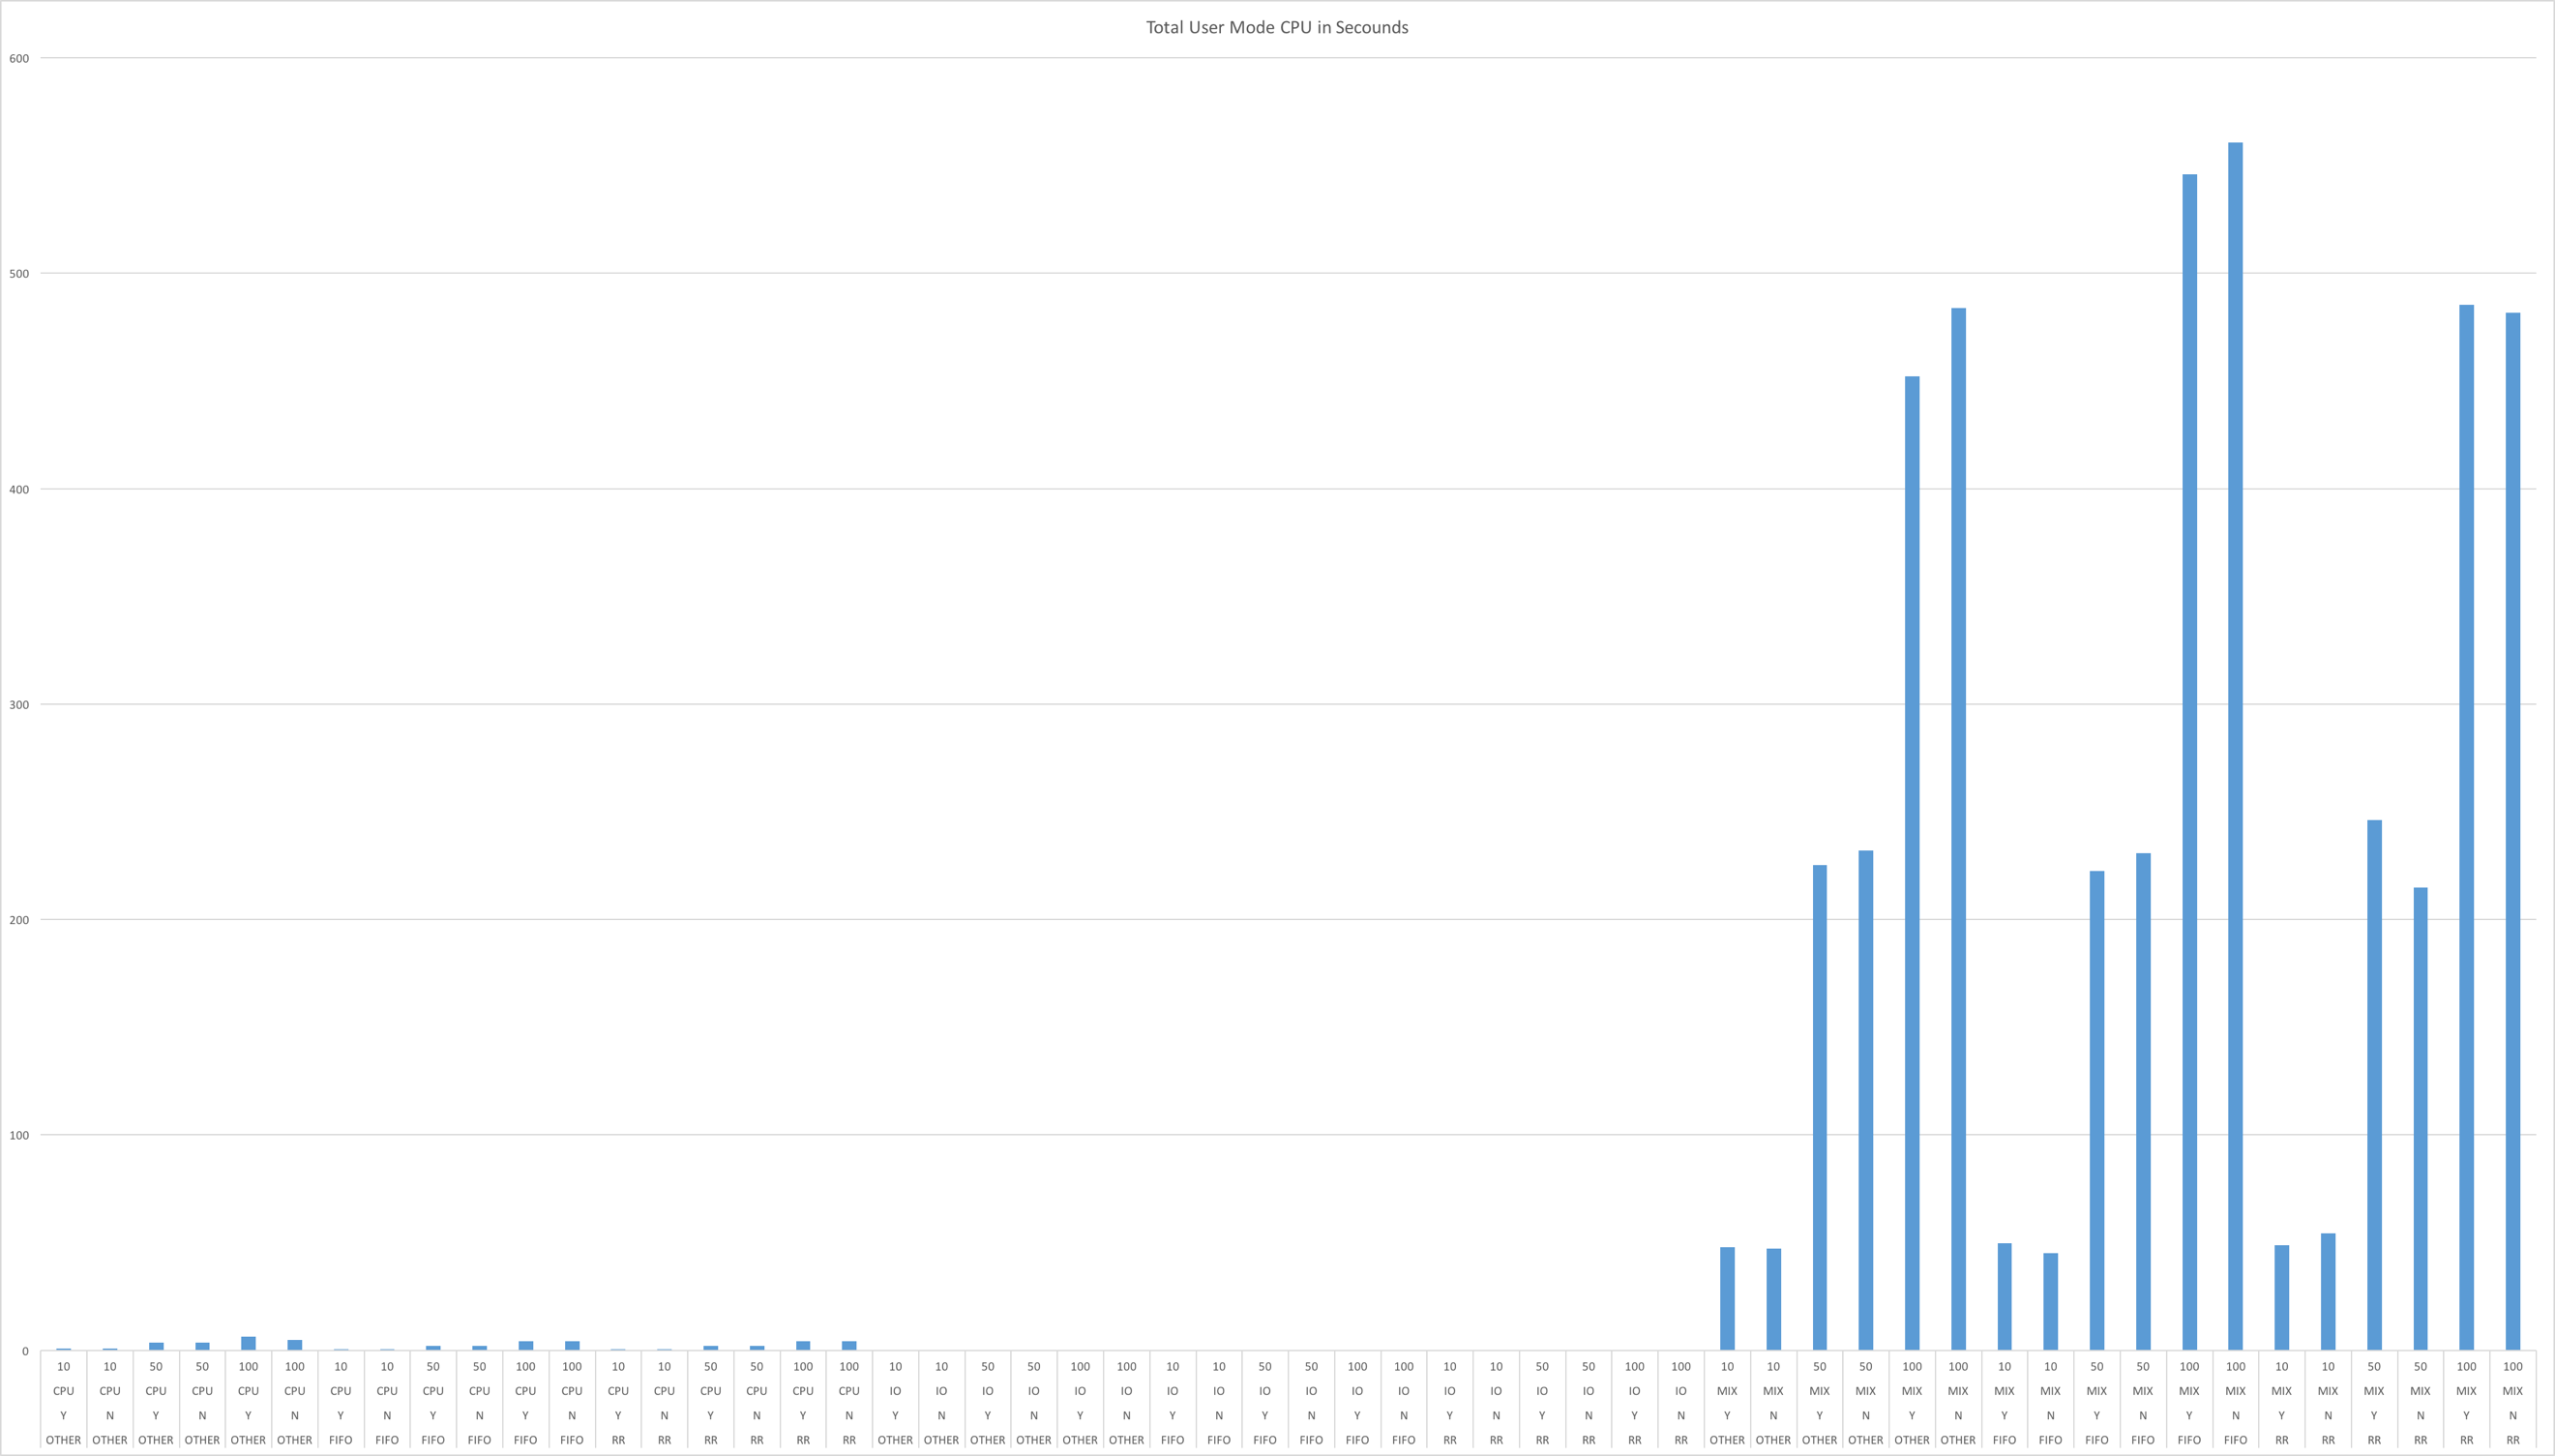 Total User Mode CPU in Secounds
600
500
400
300
200
100
0
10 10 50 50 100 100 10 10 50 50 100 100 10 10 50 50 100 100 10 10 50 50 100 100 10 10 50 50 100 100 10 10 50 50 100 100 10 10 50 50 100 100 10 10 50 50 100 100 10 10 50 50 100 100
CPU CPU CPU CPU CPU CPU CPU CPU CPU CPU CPU CPU CPU CPU CPU CPU CPU CPU IO IO IO IO IO IO IO IO IO IO IO IO IO IO IO IO IO IO MIX MIX MIX MIX MIX MIX MIX MIX MIX MIX MIX MIX MIX MIX MIX MIX MIX MIX
Y N Y N Y N Y N Y N Y N Y N Y N Y N Y N Y N Y N Y N Y N Y N Y N Y N Y N Y N Y N Y N Y N Y N Y N Y N Y N Y N
OTHER OTHER OTHER OTHER OTHER OTHER FIFO FIFO FIFO FIFO FIFO FIFO RR RR RR RR RR RR OTHER OTHER OTHER OTHER OTHER OTHER FIFO FIFO FIFO FIFO FIFO FIFO RR RR RR RR RR RR OTHER OTHER OTHER OTHER OTHER OTHER FIFO FIFO FIFO FIFO FIFO FIFO RR RR RR RR RR RR